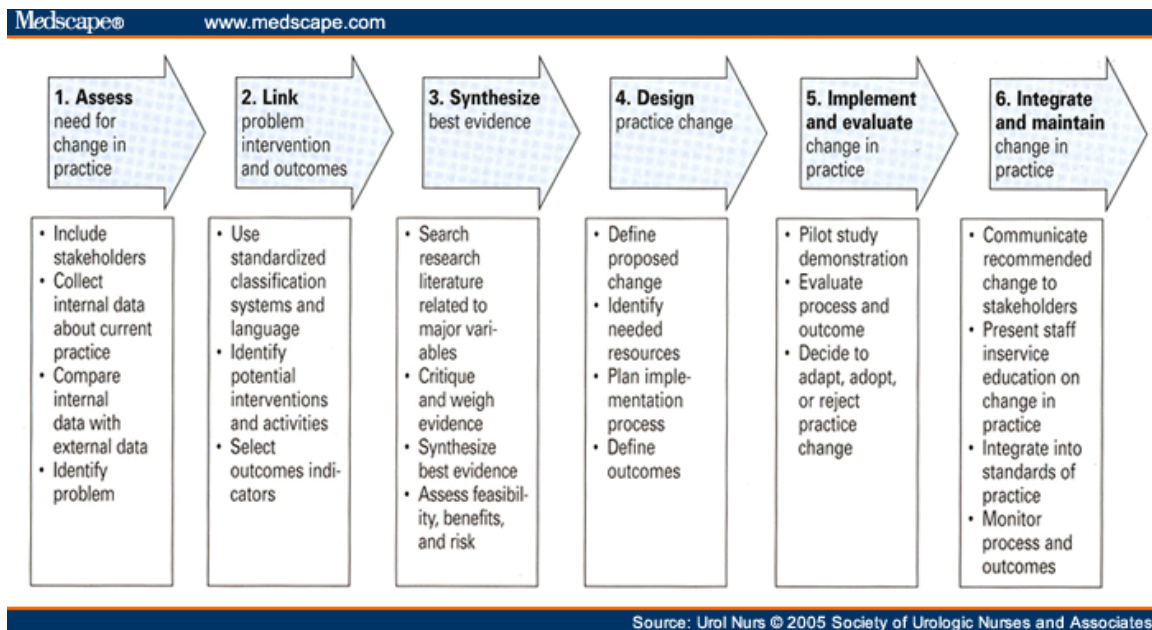 Medscape® www.medscape.com
1. Assess
need for
change in
practice
2. Link
problem
intervention
and outcomes
3. Synthesize
best evidence
4. Design
practice change
5. Implement
and evaluate
change in
practice
6. Integrate
and maintain
change in
practice
• Include
stakeholders
• Collect
internal data
about current
practice
• Compare
internal
data with
external data
• Identify
problem
• Use
standardized
classification
systems and
language
• Identify
potential
interventions
and activities
• Select
outcomes indi-
cators
• Search
research
literature
related to
major vari-
ables
• Critique
and weigh
evidence
• Synthesize
best evidence
• Assess feasibil-
ity, benefits,
and risk
• Define
proposed
change
• Identify
needed
resources
• Plan imple-
mentation
process
• Define
outcomes
• Pilot study
demonstration
• Evaluate
process and
outcome
• Decide to
adapt, adopt,
or reject
practice
change
• Communicate
recommended
change to
stakeholders
• Present staff
inservice
education on
change in
practice
• Integrate into
standards of
practice
• Monitor
process and
outcomes
Source: Urol Nurs © 2005 Society of Urologic Nurses and Associates